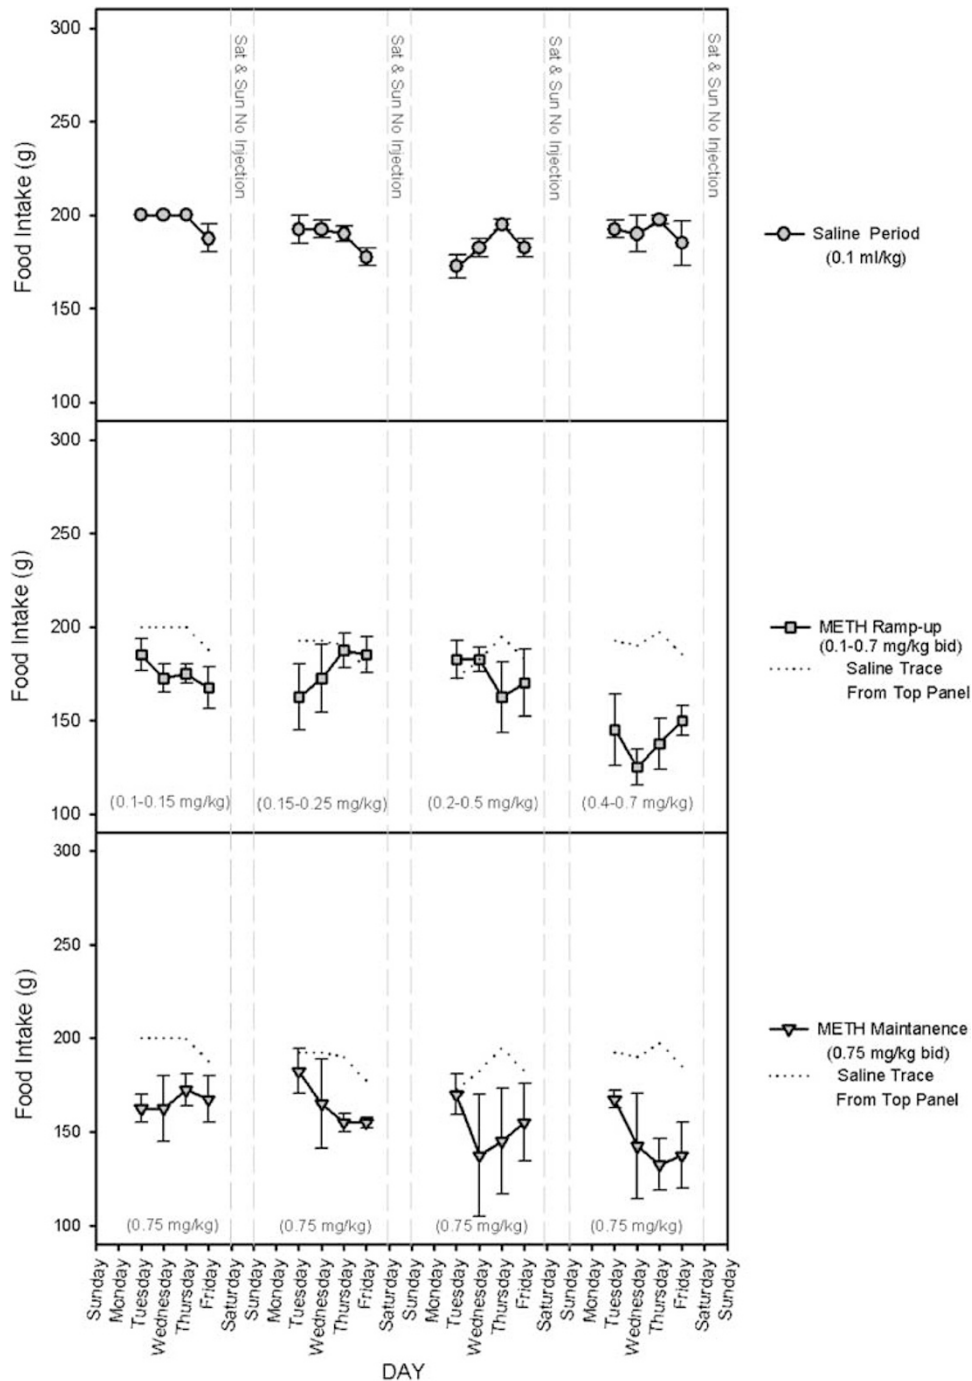 300
250
200
150
100
Food Intake (g)
Sat & Sun No Injection
Sat & Sun No Injection
Sat & Sun No Injection
Sat & Sun No Injection
Saline Period
(0.1 ml/kg)
300
250
200
150
100
Food Intake (g)
(0.1-0.15 mg/kg)
(0.15-0.25 mg/kg)
(0.2-0.5 mg/kg)
(0.4-0.7 mg/kg)
METH Ramp-up
(0.1-0.7 mg/kg bid)
Saline Trace
From Top Panel
300
250
200
150
100
Food Intake (g)
(0.75 mg/kg)
(0.75 mg/kg)
(0.75 mg/kg)
(0.75 mg/kg)
METH Maintanence
(0.75 mg/kg bid)
Saline Trace
From Top Panel
Sunday
Monday
Tuesday
Wednesday
Thursday
Friday
Saturday
Sunday
Monday
Tuesday
Wednesday
Thursday
Friday
Saturday
Sunday
Monday
Tuesday
Wednesday
Thursday
Friday
Saturday
Sunday
Monday
Tuesday
Wednesday
Thursday
Friday
Saturday
Sunday
DAY